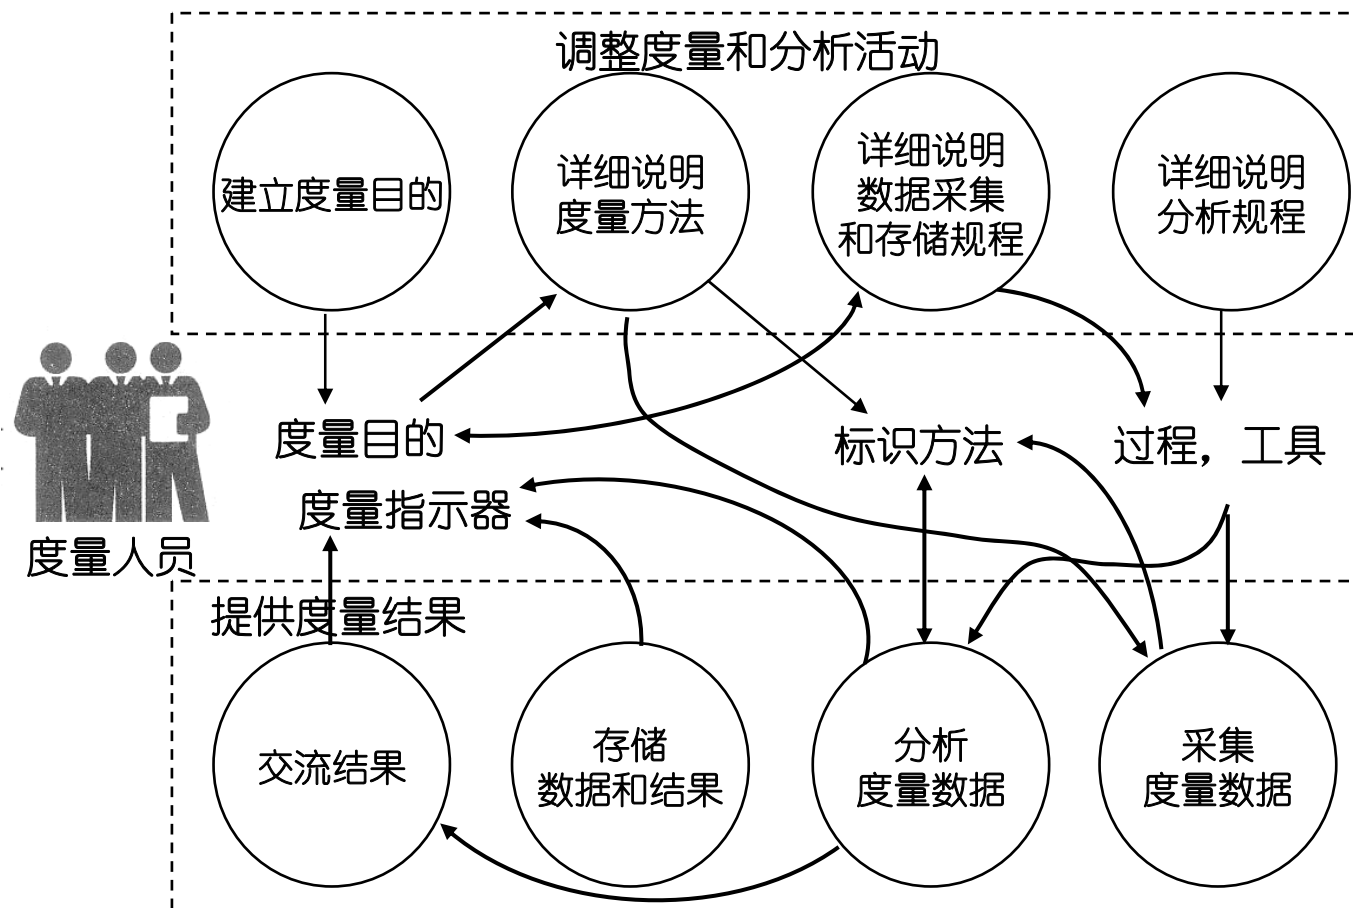 调整度量和分析活动
建立度量目的
详细说明
度量方法
详细说明
数据采集
和存储规程
详细说明
分析规程
度量目的
标识方法
过程，工具
度量指示器
度量人员
提供度量结果
交流结果
存储
数据和结果
分析
度量数据
采集
度量数据